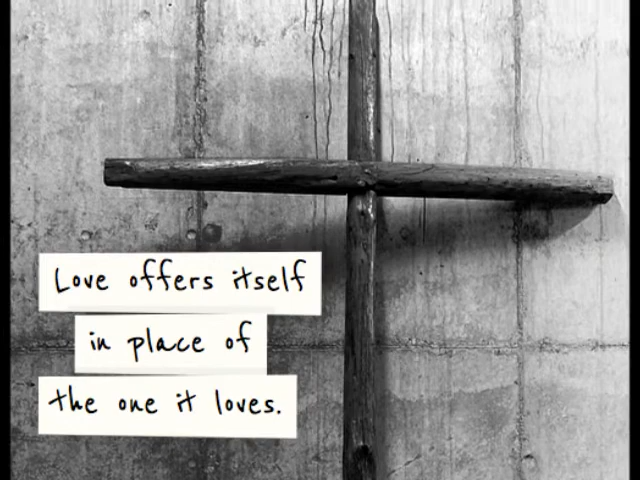 Love offers itself
in place of
the one it loves.